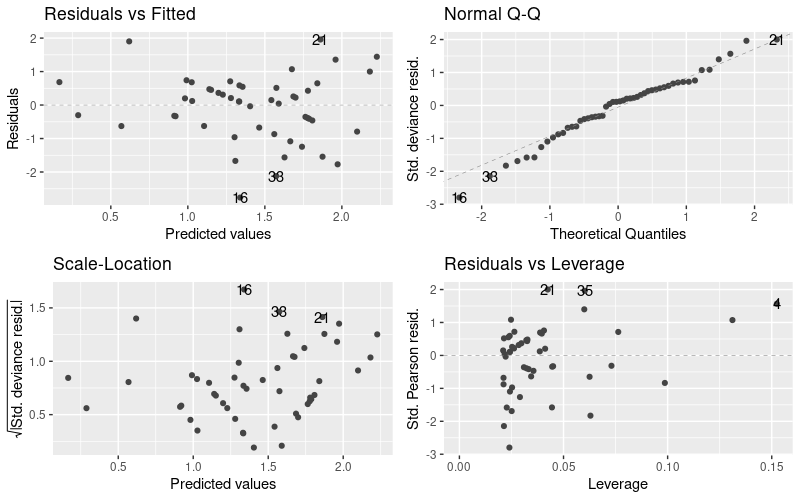 Residuals vs Fitted
21
38
16
2
1
0
-1
-2
Residuals
0.5 1.0 1.5 2.0
Predicted values
Normal Q-Q
21
38
16
2
1
0
-1
-2
-3
Std. deviance resid.
-2 -1 0 1 2
Theoretical Quantiles
Scale-Location
16
38
21
1.5
1.0
0.5
√|Std. deviance resid.|
0.5 1.0 1.5 2.0
Predicted values
Residuals vs Leverage
21 35 4
2
1
0
-1
-2
-3
Std. Pearson resid.
0.00 0.05 0.10 0.15
Leverage